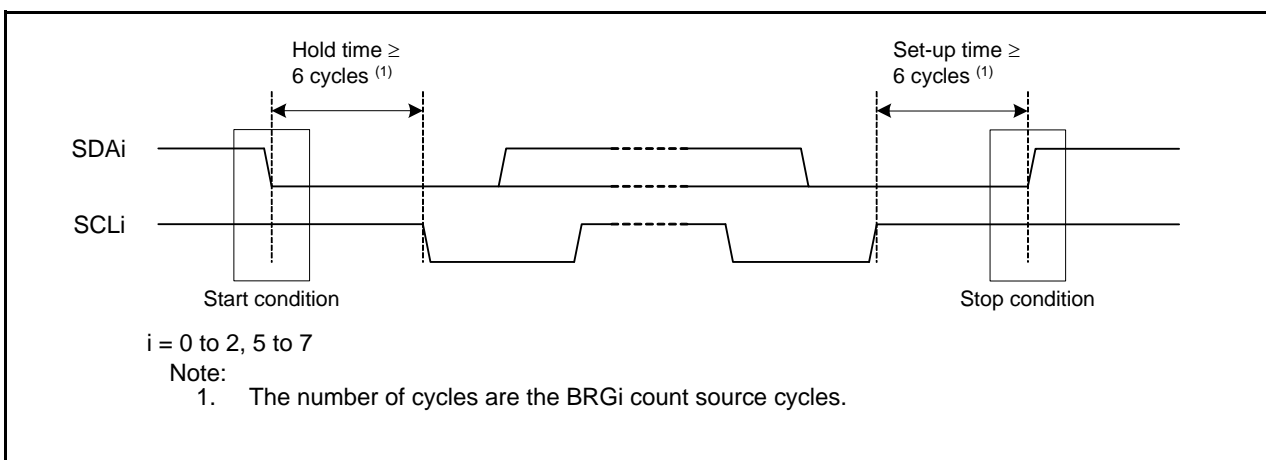 Hold time ≥
6 cycles (1)
Set-up time ≥
6 cycles (1)
SDAi
SCLi
Start condition
Stop condition
i = 0 to 2, 5 to 7
Note:
1. The number of cycles are the BRGi count source cycles.